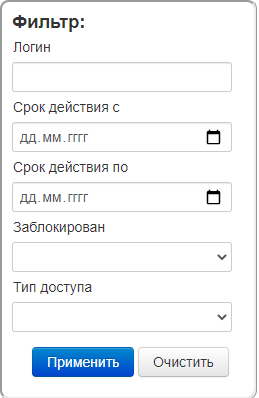 Фильтр:
Логин
Срок действия с
дд.мм.гггг
Срок действия по
дд.мм.гггг
Заблокирован
Тип доступа
Применить Очистить